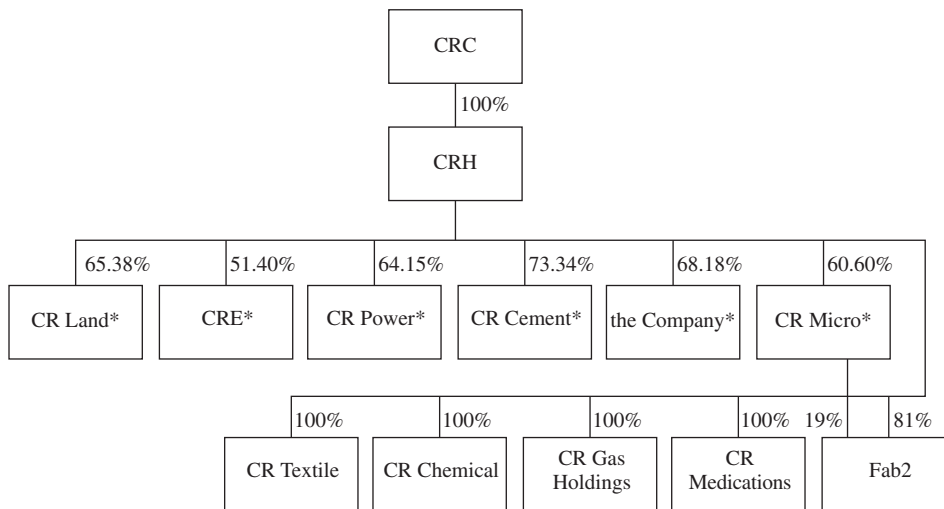 CRC
100%
CRH
65.38% 51.40% 64.15% 73.34% 68.18% 60.60%
CR Land* CRE* CR Power* CR Cement* the Company* CR Micro*
100% 100% 100% 100% 19% 81%
CR Textile CR Chemical CR Gas Holdings CR Medications Fab2